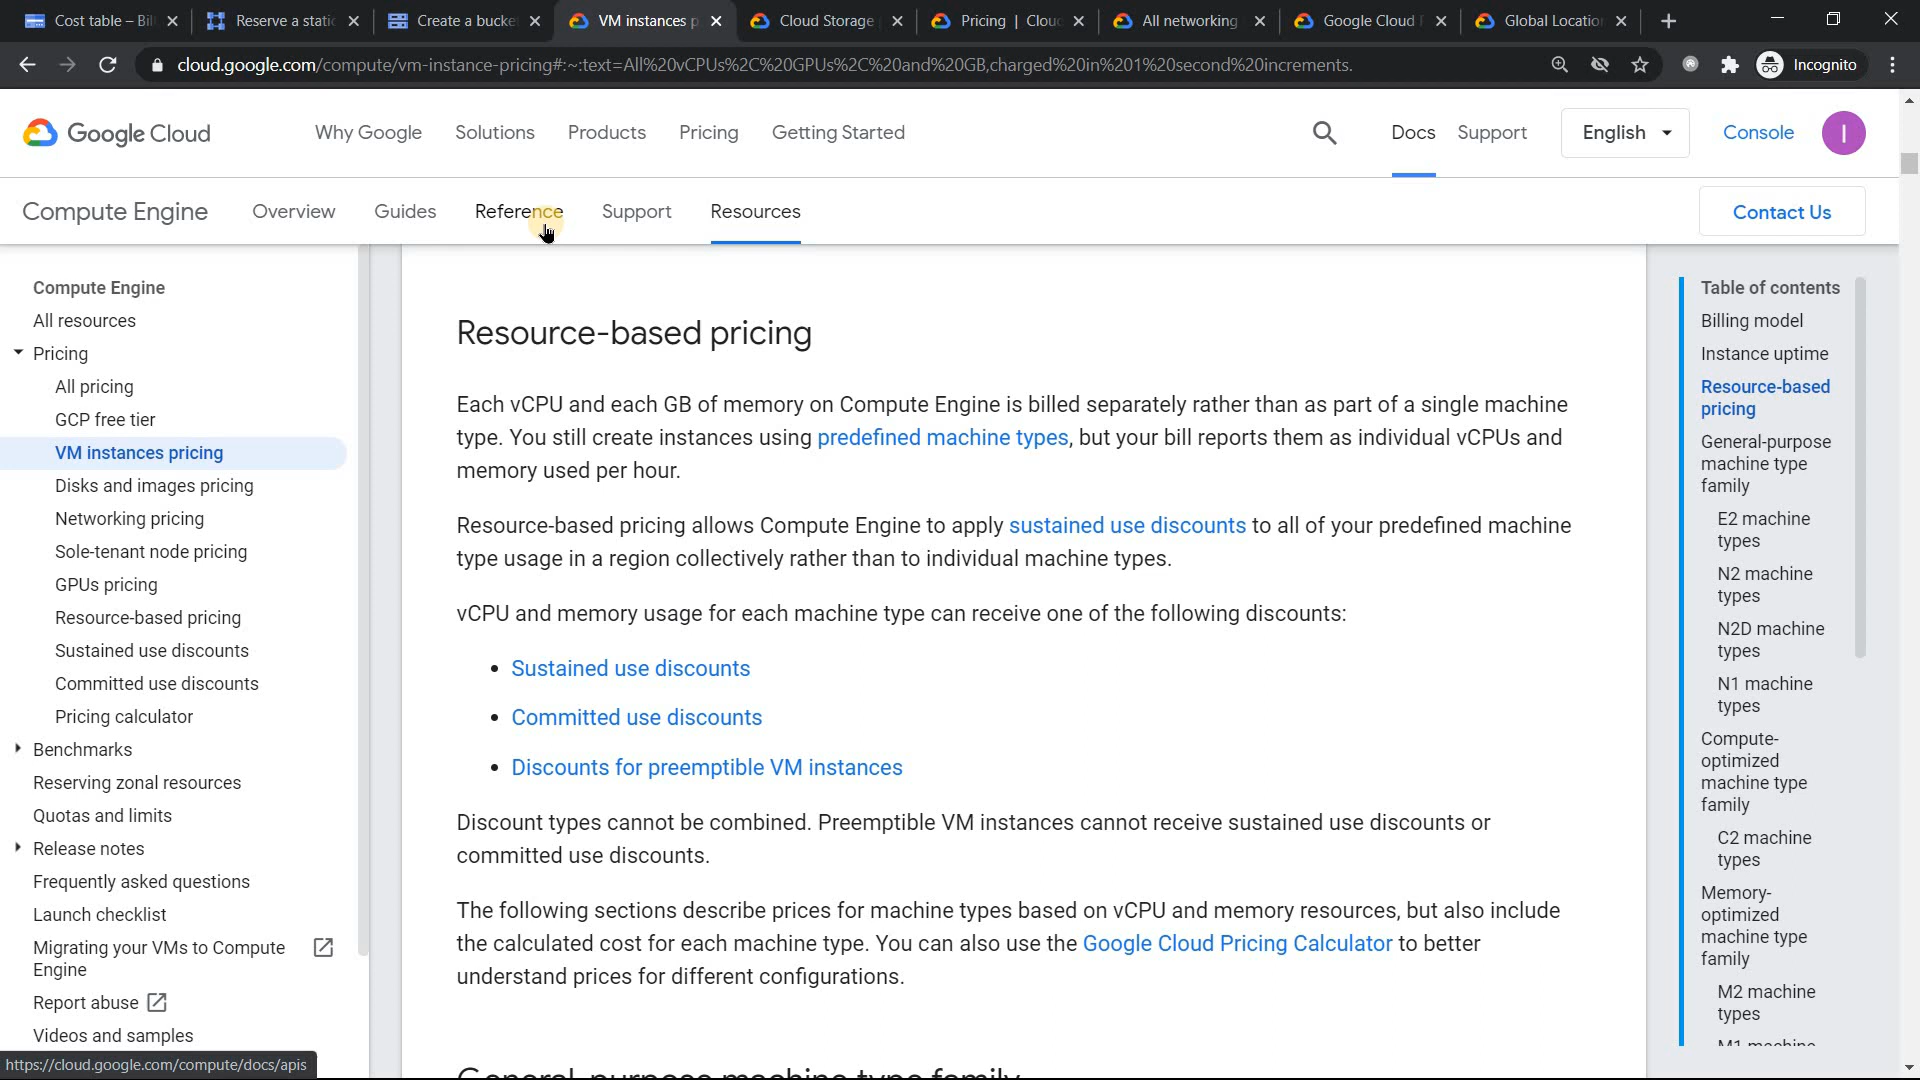 Cost table – Bil
Reserve a static
Create a bucket
VM instances p
Cloud Storage
Pricing | Cloud
All networking
Google Cloud
Global Location
cloud.google.com/compute/vm-instance-pricing#:~:text=All%20vCPUs%2C%20GPUs%2C%20and%20GB,charged%20in%201%20second%20increments.
Incognito
Google Cloud
Why Google
Solutions
Products
Pricing
Getting Started
Docs
Support
English
Console
I
Compute Engine
Overview
Guides
Reference
Support
Resources
Contact Us
Compute Engine
All resources
Pricing
All pricing
GCP free tier
VM instances pricing
Disks and images pricing
Networking pricing
Sole-tenant node pricing
GPUs pricing
Resource-based pricing
Sustained use discounts
Committed use discounts
Pricing calculator
Benchmarks
Reserving zonal resources
Quotas and limits
Release notes
Frequently asked questions
Launch checklist
Migrating your VMs to Compute
Engine
Report abuse
Videos and samples
https://cloud.google.com/compute/docs/apis
Resource-based pricing
Each vCPU and each GB of memory on Compute Engine is billed separately rather than as part of a single machine
type. You still create instances using predefined machine types, but your bill reports them as individual vCPUs and
memory used per hour.
Resource-based pricing allows Compute Engine to apply sustained use discounts to all of your predefined machine
type usage in a region collectively rather than to individual machine types.
vCPU and memory usage for each machine type can receive one of the following discounts:
• Sustained use discounts
• Committed use discounts
• Discounts for preemptible VM instances
Discount types cannot be combined. Preemptible VM instances cannot receive sustained use discounts or
committed use discounts.
The following sections describe prices for machine types based on vCPU and memory resources, but also include
the calculated cost for each machine type. You can also use the Google Cloud Pricing Calculator to better
understand prices for different configurations.
General-purpose machine type family
Table of contents
Billing model
Instance uptime
Resource-based
pricing
General-purpose
machine type
family
E2 machine
types
N2 machine
types
N2D machine
types
N1 machine
types
Compute-
optimized
machine type
family
C2 machine
types
Memory-
optimized
machine type
family
M2 machine
types
M1 machine